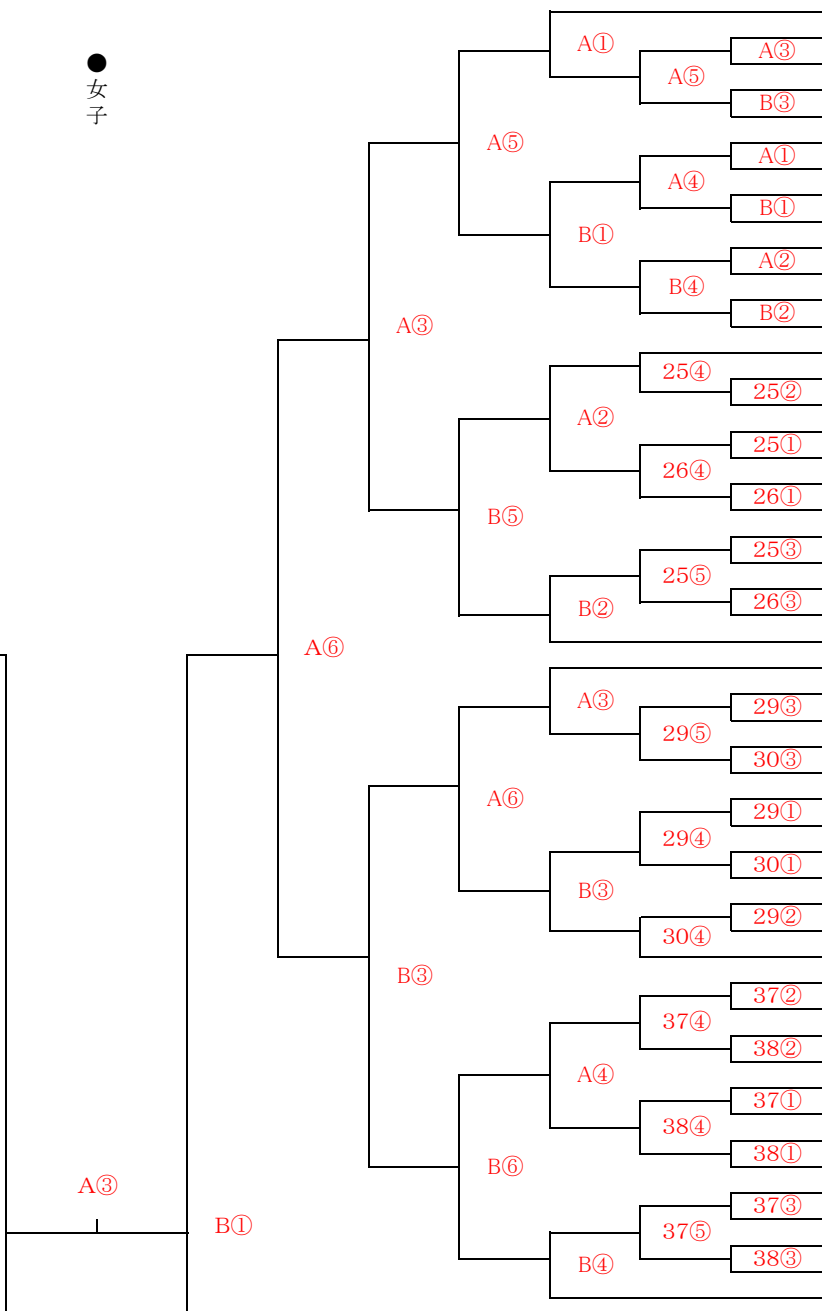 ●女子
A①
A③
A⑤
B③
A⑤
A①
A④
B①
B①
A②
B④
B②
A③
25④
25②
A②
25①
26④
26①
B⑤
25③
25⑤
26③
B②
A⑥
A③
29③
29⑤
30③
A⑥
29①
29④
30①
B③
29②
30④
B③
37②
37④
38②
A④
37①
38④
38①
B⑥
A③
37③
B①
37⑤
38③
B④